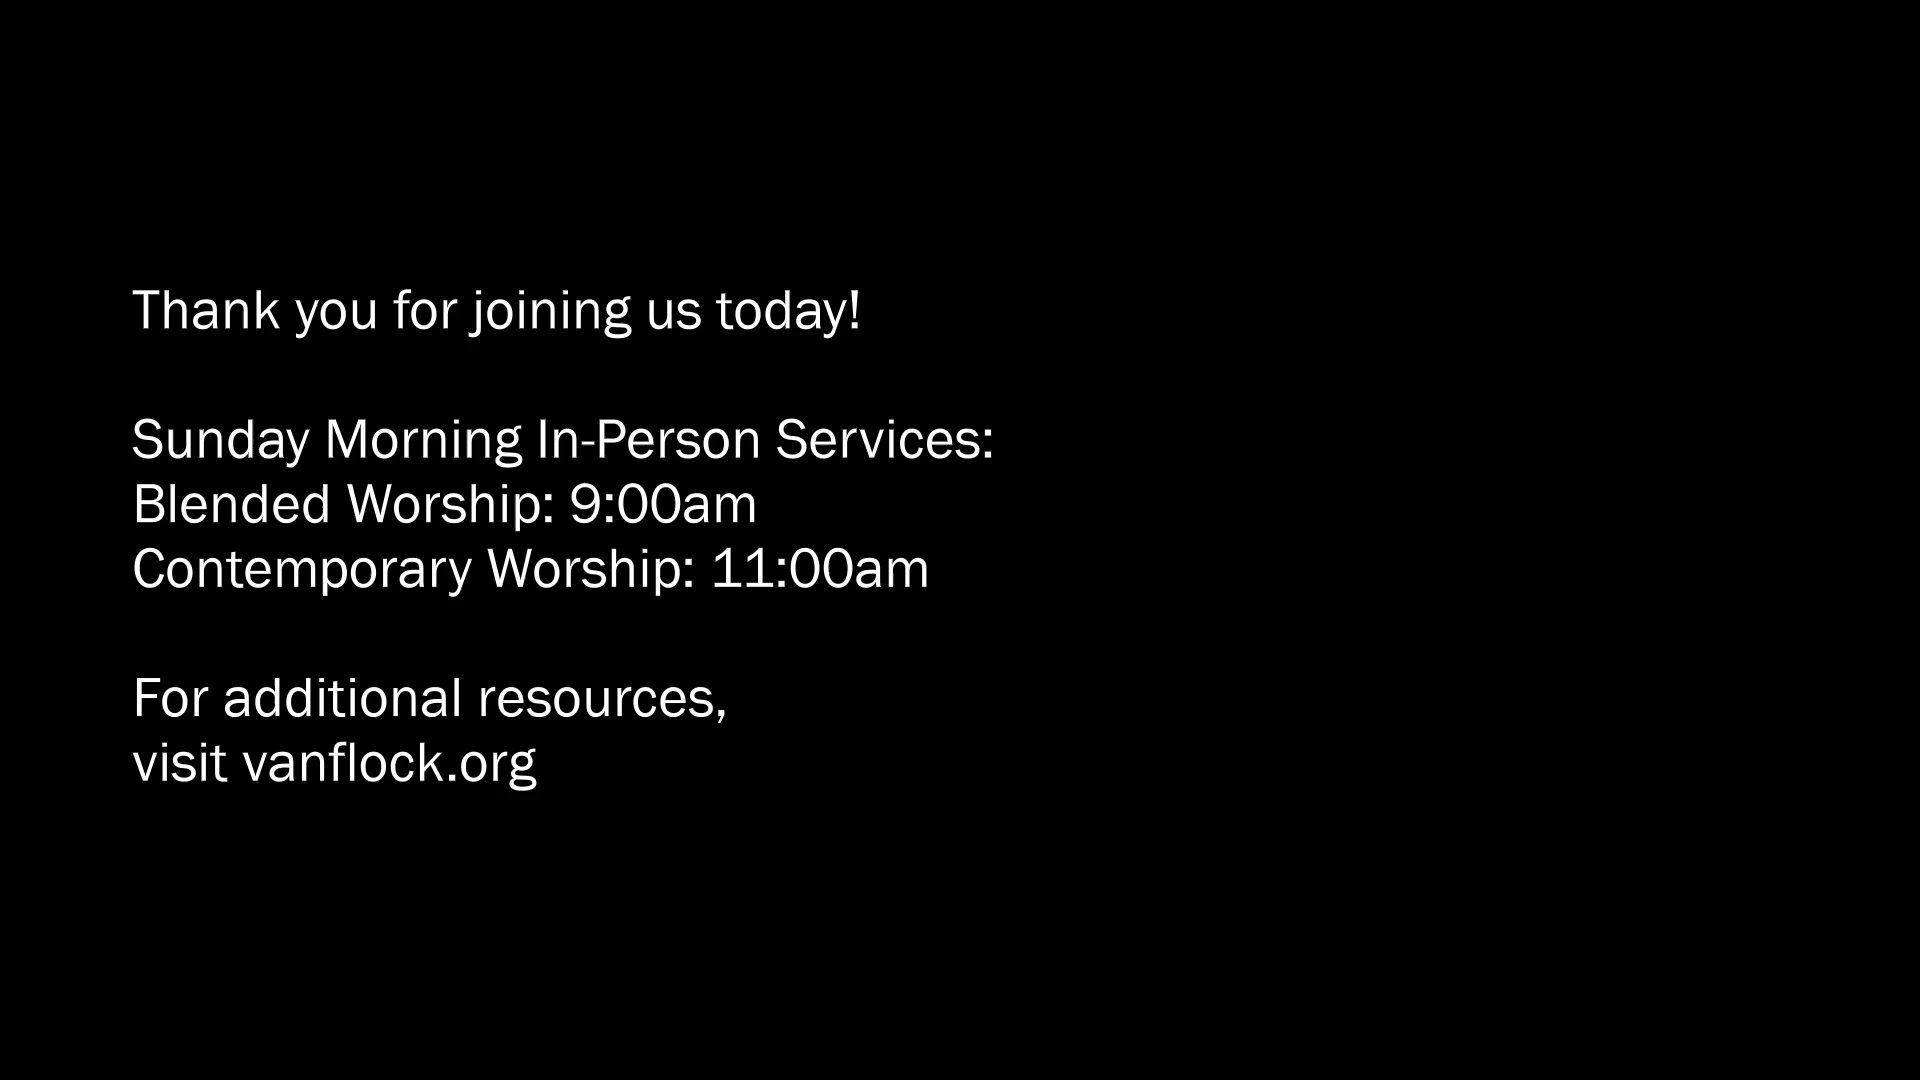 Thank you for joining us today!
Sunday Morning In-Person Services:
Blended Worship: 9:00am
Contemporary Worship: 11:00am
For additional resources,
visit vanflock.org